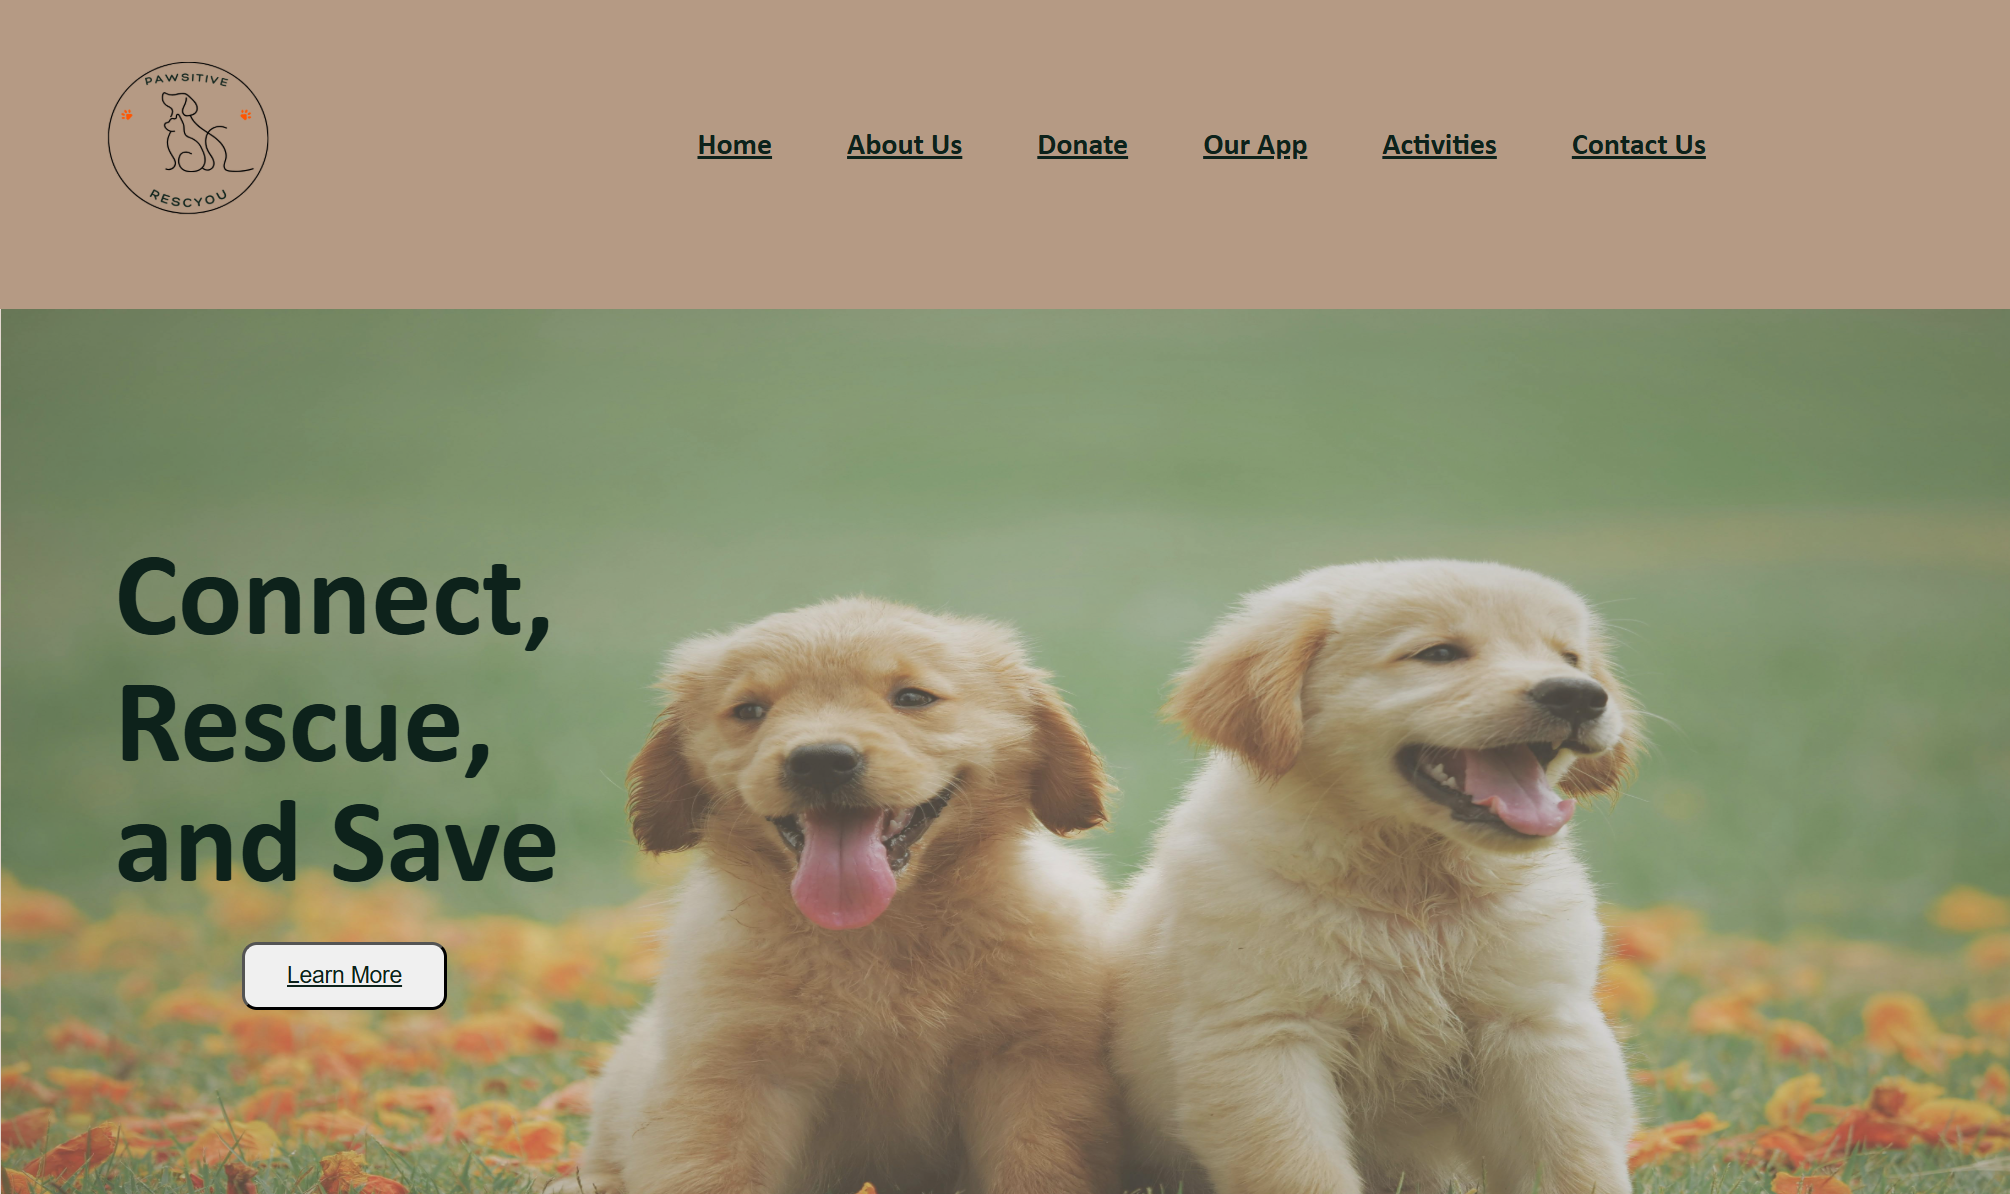 PAWSITIVE
RESCYOU
Home About Us Donate Our App Activities Contact Us
Connect,
Rescue,
and Save
Learn More